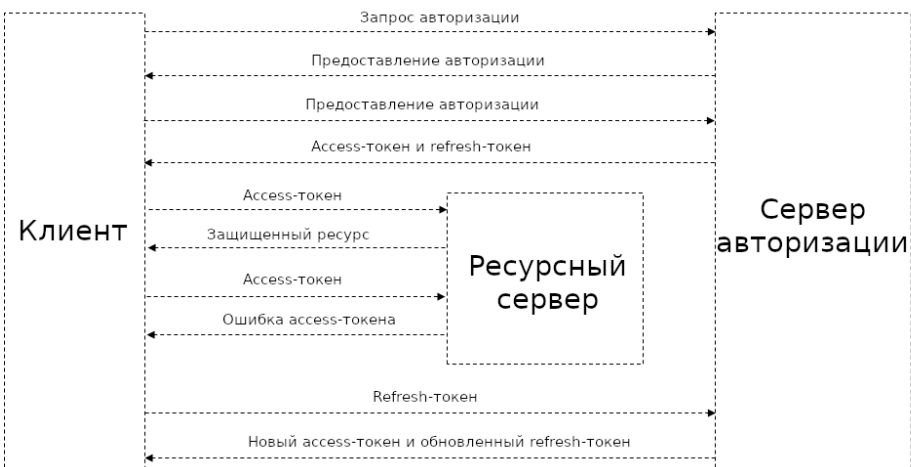 Запрос авторизации
Предоставление авторизации
Предоставление авторизации
Access-токен и refresh-токен
Access-токен
Защищенный ресурс
Access-токен
Ошибка access-токена
Refresh-токен
Новый access-токен и обновленный refresh-токен
Клиент
Ресурсный
сервер
Сервер
авторизации